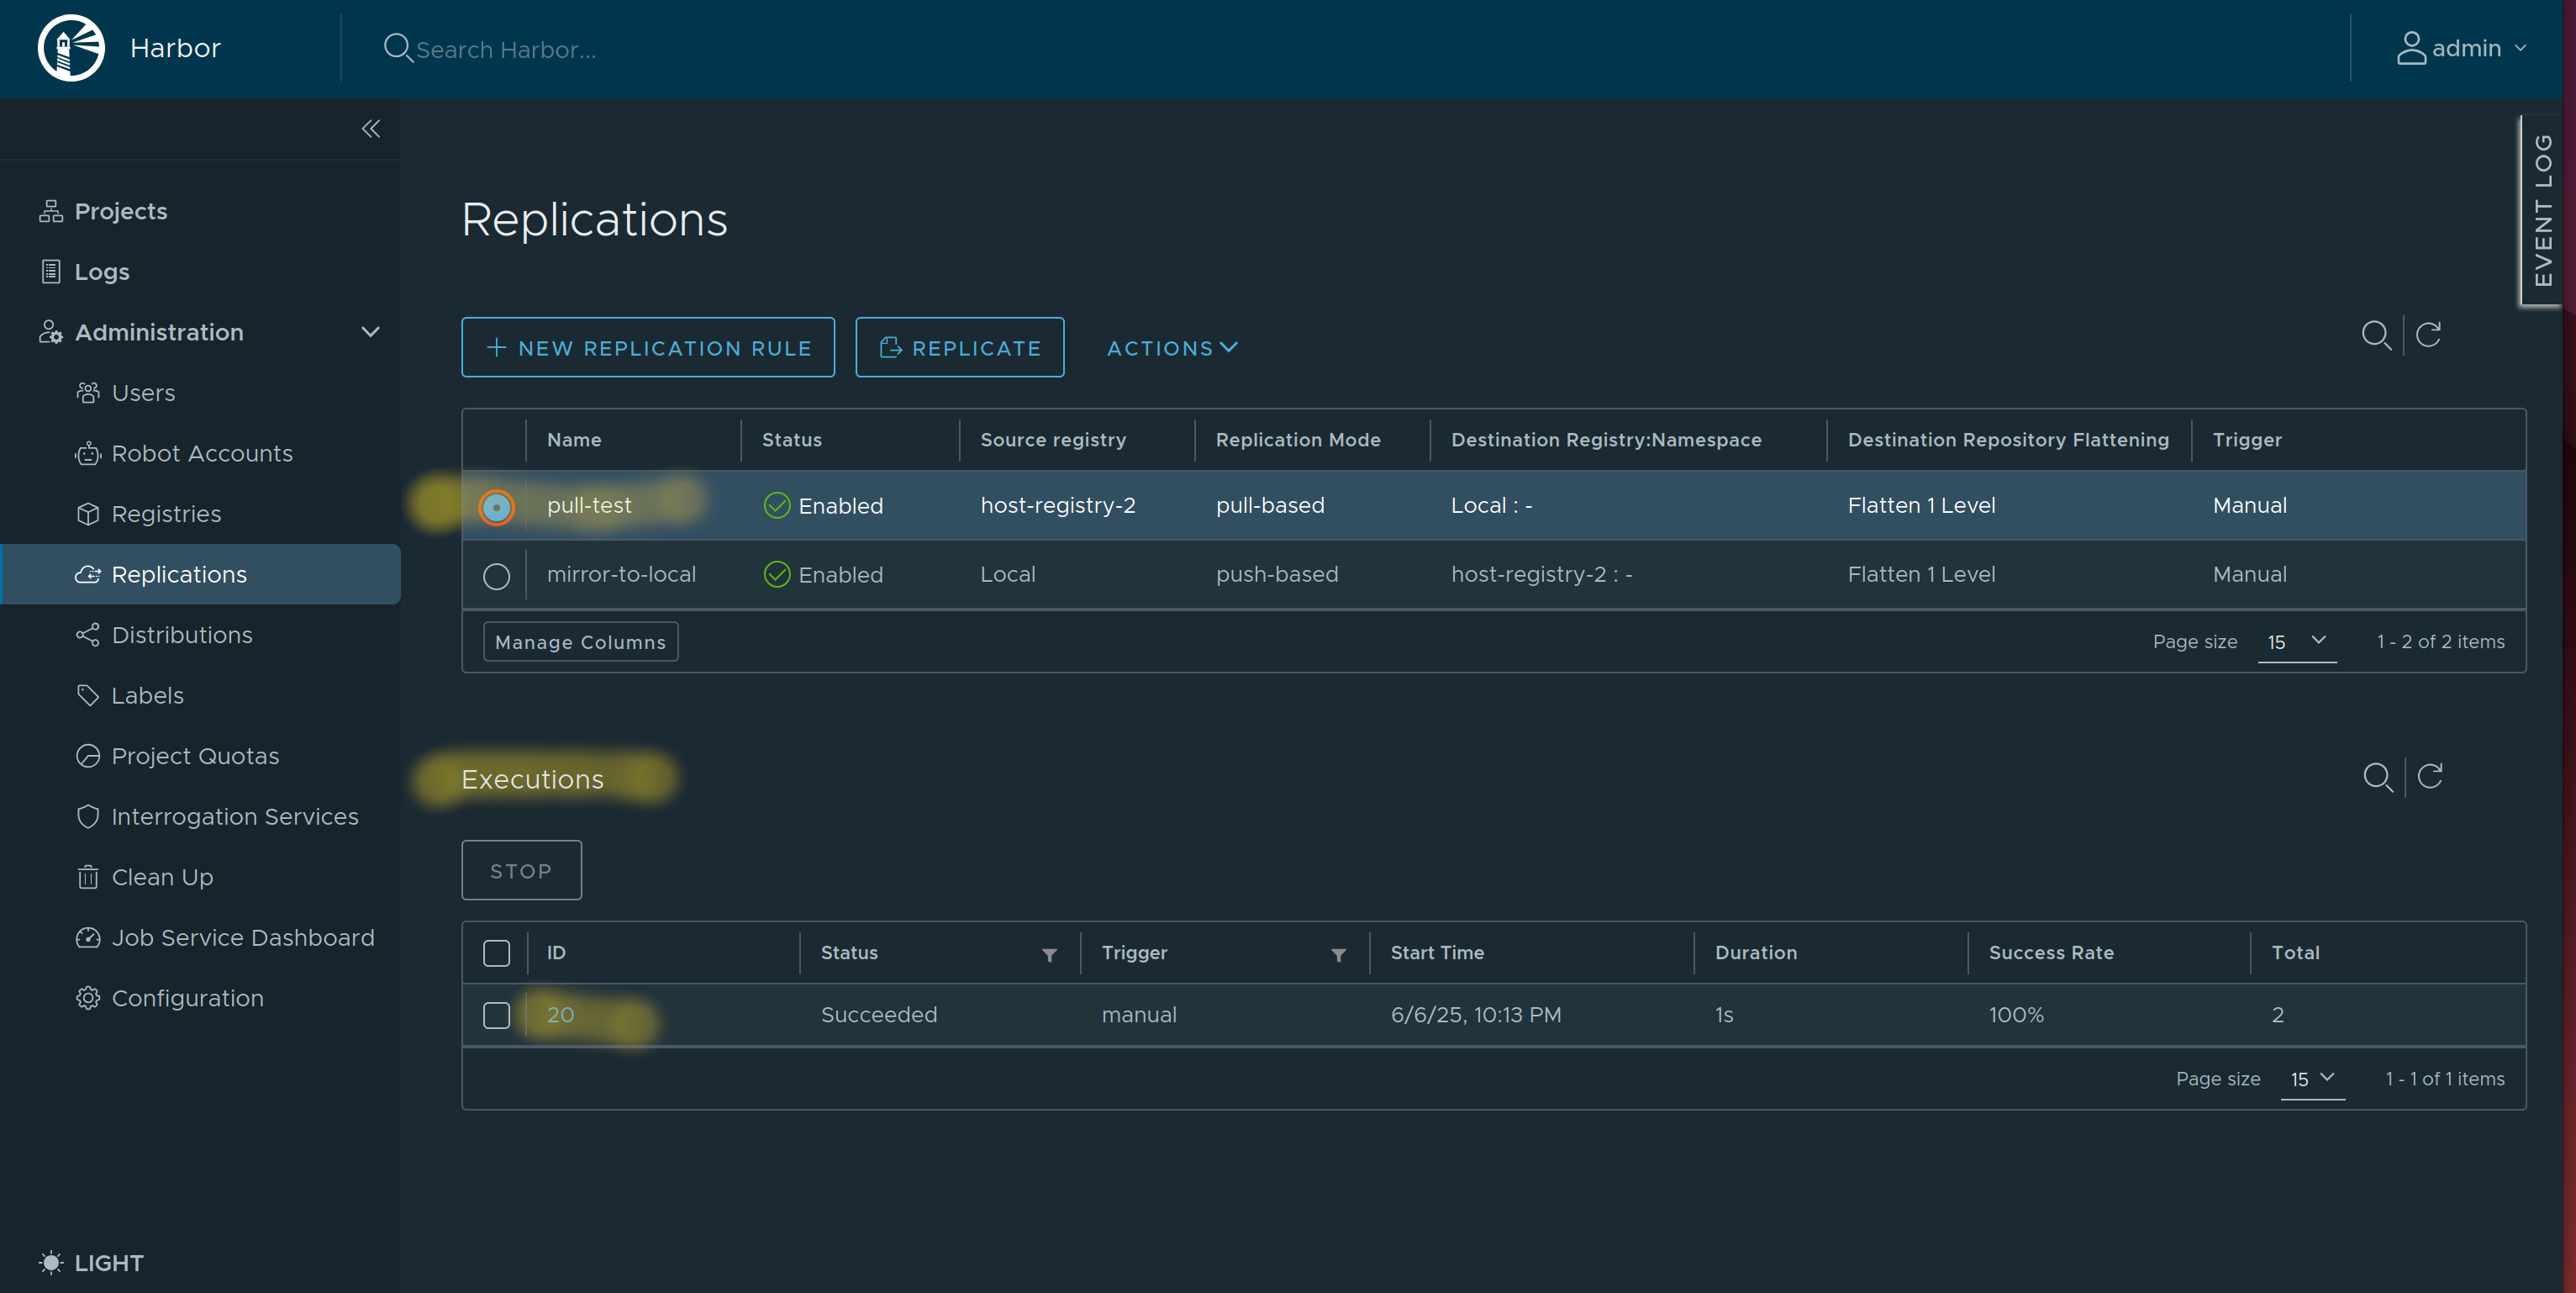 Harbor
Search Harbor...
admin
EVENT LOG
Projects
Logs
Administration
Users
Robot Accounts
Registries
Replications
Distributions
Labels
Project Quotas
Interrogation Services
Clean Up
Job Service Dashboard
Configuration
LIGHT
Replications
NEW REPLICATION RULE REPLICATE ACTIONS
Name Status Source registry Replication Mode Destination Registry:Namespace Destination Repository Flattening Trigger
pull-test Enabled host-registry-2 pull-based Local : - Flatten 1 Level Manual
mirror-to-local Enabled Local push-based host-registry-2 : - Flatten 1 Level Manual
Manage Columns Page size 15 1 - 2 of 2 items
Executions
STOP
ID Status Trigger Start Time Duration Success Rate Total
20 Succeeded manual 6/6/25, 10:13 PM 1s 100% 2
Page size 15 1 - 1 of 1 items